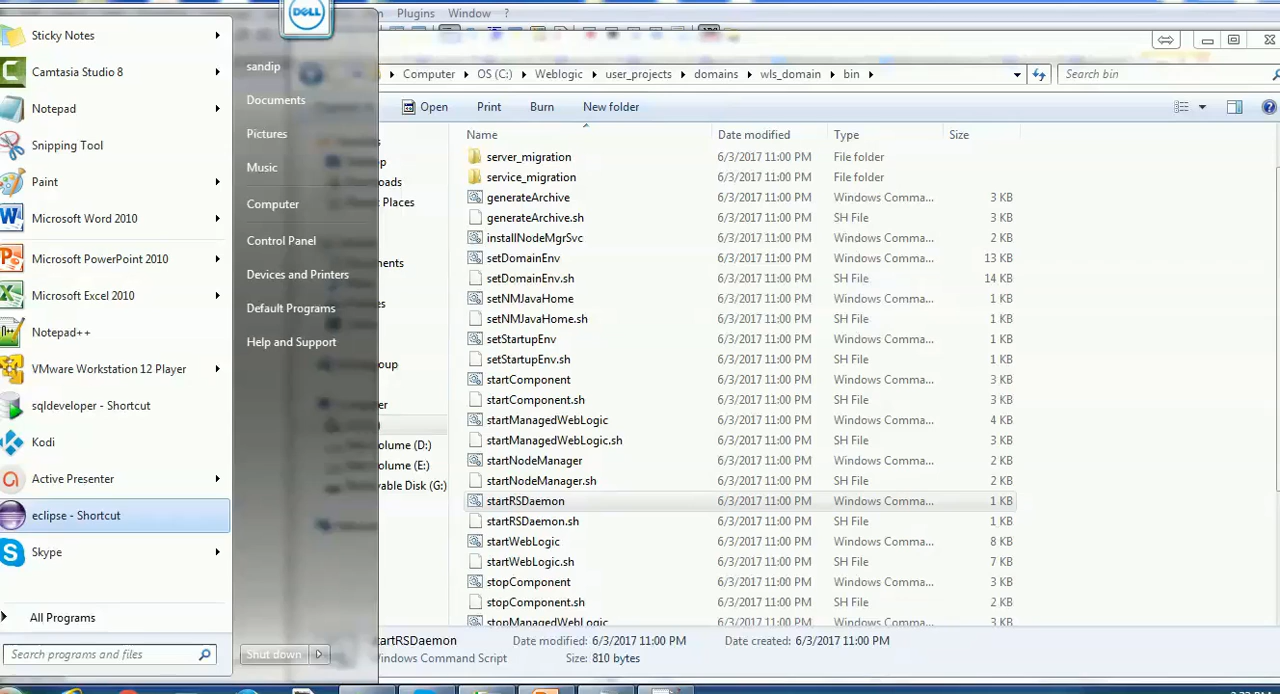 Plugins Window ?
DELL
Sticky Notes
Camtasia Studio 8
Notepad
Snipping Tool
Paint
Microsoft Word 2010
Microsoft PowerPoint 2010
Microsoft Excel 2010
Notepad++
VMware Workstation 12 Player
sqldeveloper - Shortcut
Kodi
Active Presenter
eclipse - Shortcut
Skype
All Programs
Search programs and files
sandip
Documents
Pictures
Music
Computer
Control Panel
Devices and Printers
Default Programs
Help and Support
Shut down
Computer OS (C:) Weblogic user_projects domains wls_domain bin
Search bin
Open Print Burn New folder
Name Date modified Type Size
server_migration 6/3/2017 11:00 PM File folder
service_migration 6/3/2017 11:00 PM File folder
generateArchive 6/3/2017 11:00 PM Windows Comma... 3 KB
generateArchive.sh 6/3/2017 11:00 PM SH File 3 KB
installNodeMgrSvc 6/3/2017 11:00 PM Windows Comma... 2 KB
setDomainEnv 6/3/2017 11:00 PM Windows Comma... 13 KB
setDomainEnv.sh 6/3/2017 11:00 PM SH File 14 KB
setNMJavaHome 6/3/2017 11:00 PM Windows Comma... 1 KB
setNMJavaHome.sh 6/3/2017 11:00 PM SH File 1 KB
setStartupEnv 6/3/2017 11:00 PM Windows Comma... 1 KB
setStartupEnv.sh 6/3/2017 11:00 PM SH File 1 KB
startComponent 6/3/2017 11:00 PM Windows Comma... 3 KB
startComponent.sh 6/3/2017 11:00 PM SH File 3 KB
startManagedWebLogic 6/3/2017 11:00 PM Windows Comma... 4 KB
startManagedWebLogic.sh 6/3/2017 11:00 PM SH File 3 KB
startNodeManager 6/3/2017 11:00 PM Windows Comma... 2 KB
startNodeManager.sh 6/3/2017 11:00 PM SH File 2 KB
startRSDaemon 6/3/2017 11:00 PM Windows Comma... 1 KB
startRSDaemon.sh 6/3/2017 11:00 PM SH File 1 KB
startWebLogic 6/3/2017 11:00 PM Windows Comma... 8 KB
startWebLogic.sh 6/3/2017 11:00 PM SH File 7 KB
stopComponent 6/3/2017 11:00 PM Windows Comma... 3 KB
stopComponent.sh 6/3/2017 11:00 PM SH File 2 KB
stopManagedWebLogic 6/3/2017 11:00 PM Windows Comma... 3 KB
olume (D:)
olume (E:)
able Disk (G:)
tartRSDaemon Date modified: 6/3/2017 11:00 PM Date created: 6/3/2017 11:00 PM
indows Command Script Size: 810 bytes